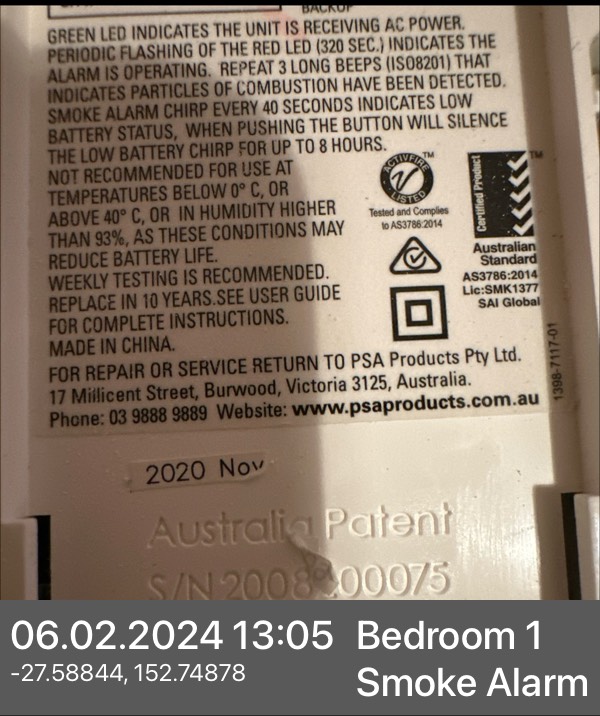 BACKUP
GREEN LED INDICATES THE UNIT IS RECEIVING AC POWER.
PERIODIC FLASHING OF THE RED LED (320 SEC.) INDICATES THE
ALARM IS OPERATING. REPEAT 3 LONG BEEPS (ISO8201) THAT
INDICATES PARTICLES OF COMBUSTION HAVE BEEN DETECTED.
SMOKE ALARM CHIRP EVERY 40 SECONDS INDICATES LOW
BATTERY STATUS, WHEN PUSHING THE BUTTON WILL SILENCE
THE LOW BATTERY CHIRP FOR UP TO 8 HOURS.
NOT RECOMMENDED FOR USE AT
TEMPERATURES BELOW 0° C, OR
ABOVE 40° C, OR IN HUMIDITY HIGHER
THAN 93%, AS THESE CONDITIONS MAY
REDUCE BATTERY LIFE.
WEEKLY TESTING IS RECOMMENDED.
REPLACE IN 10 YEARS.SEE USER GUIDE
FOR COMPLETE INSTRUCTIONS.
MADE IN CHINA.
ACTIVFIRE
TM
LISTED
Tested and Complies
to AS3786:2014
Certified Product
TM
Australian
Standard
AS3786:2014
Lic:SMK1377
SAI Global
FOR REPAIR OR SERVICE RETURN TO PSA Products Pty Ltd.
17 Millicent Street, Burwood, Victoria 3125, Australia.
Phone: 03 9888 9889 Website: www.psaproducts.com.au
1398-7117-01
2020 Nov
Australia Patent
S/N
06.02.2024 13:05
-27.58844, 152.74878
Bedroom 1
Smoke Alarm